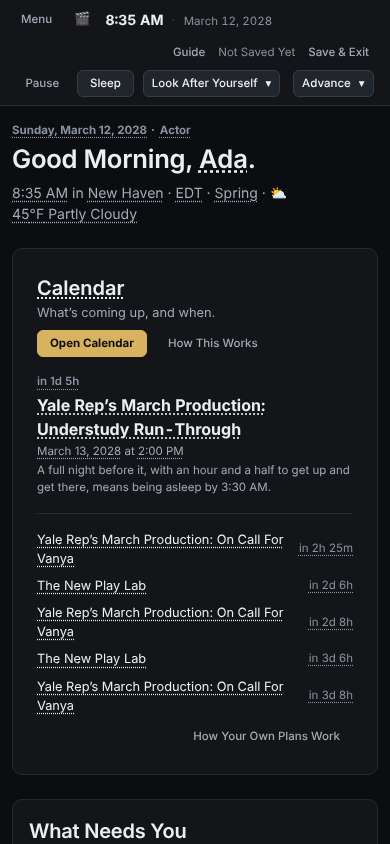 Menu 🎬 8:35 AM · March 12, 2028
Guide Not Saved Yet Save & Exit
Pause Sleep Look After Yourself ▾ Advance ▾
Sunday, March 12, 2028 · Actor
Good Morning, Ada.
8:35 AM in New Haven · EDT · Spring · ⛅
45°F Partly Cloudy
Calendar
What's coming up, and when.
Open Calendar How This Works
in 1d 5h
Yale Rep's March Production:
Understudy Run-Through
March 13, 2028 at 2:00 PM
A full night before it, with an hour and a half to get up and
get there, means being asleep by 3:30 AM.
Yale Rep's March Production: On Call For
Vanya
in 2h 25m
The New Play Lab in 2d 6h
Yale Rep's March Production: On Call For
Vanya
in 2d 8h
The New Play Lab in 3d 6h
Yale Rep's March Production: On Call For
Vanya
in 3d 8h
How Your Own Plans Work
What Needs You